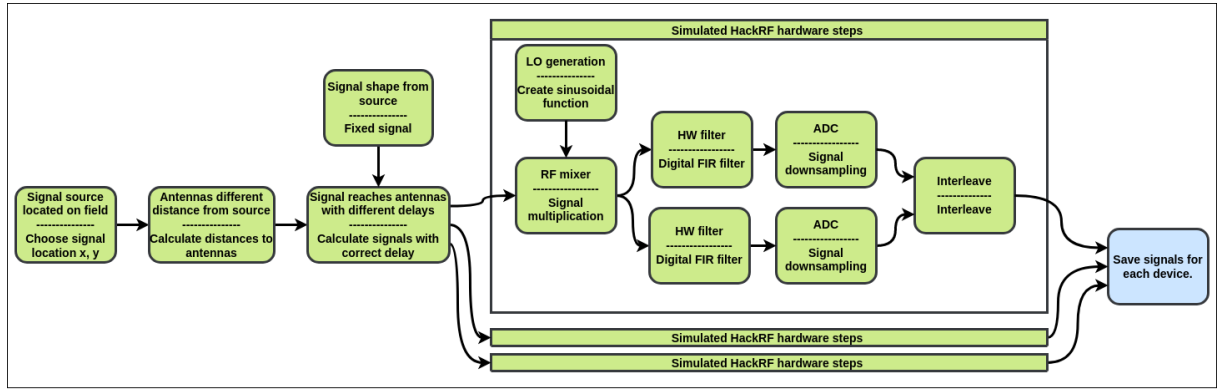 Simulated HackRF hardware steps
LO generation
---------------
Create sinusoidal
function
Signal shape from
source
---------------
Fixed signal
HW filter
-----------------
Digital FIR filter
ADC
-----------------
Signal
downsampling
Signal source
located on field
---------------
Choose signal
location x, y
Antennas different
distance from source
---------------
Calculate distances to
antennas
Signal reaches antennas
with different delays
---------------
Calculate signals with
correct delay
RF mixer
-----------------
Signal
multiplication
Interleave
--------------
Interleave
HW filter
-----------------
Digital FIR filter
ADC
-----------------
Signal
downsampling
Save signals for
each device.
Simulated HackRF hardware steps
Simulated HackRF hardware steps